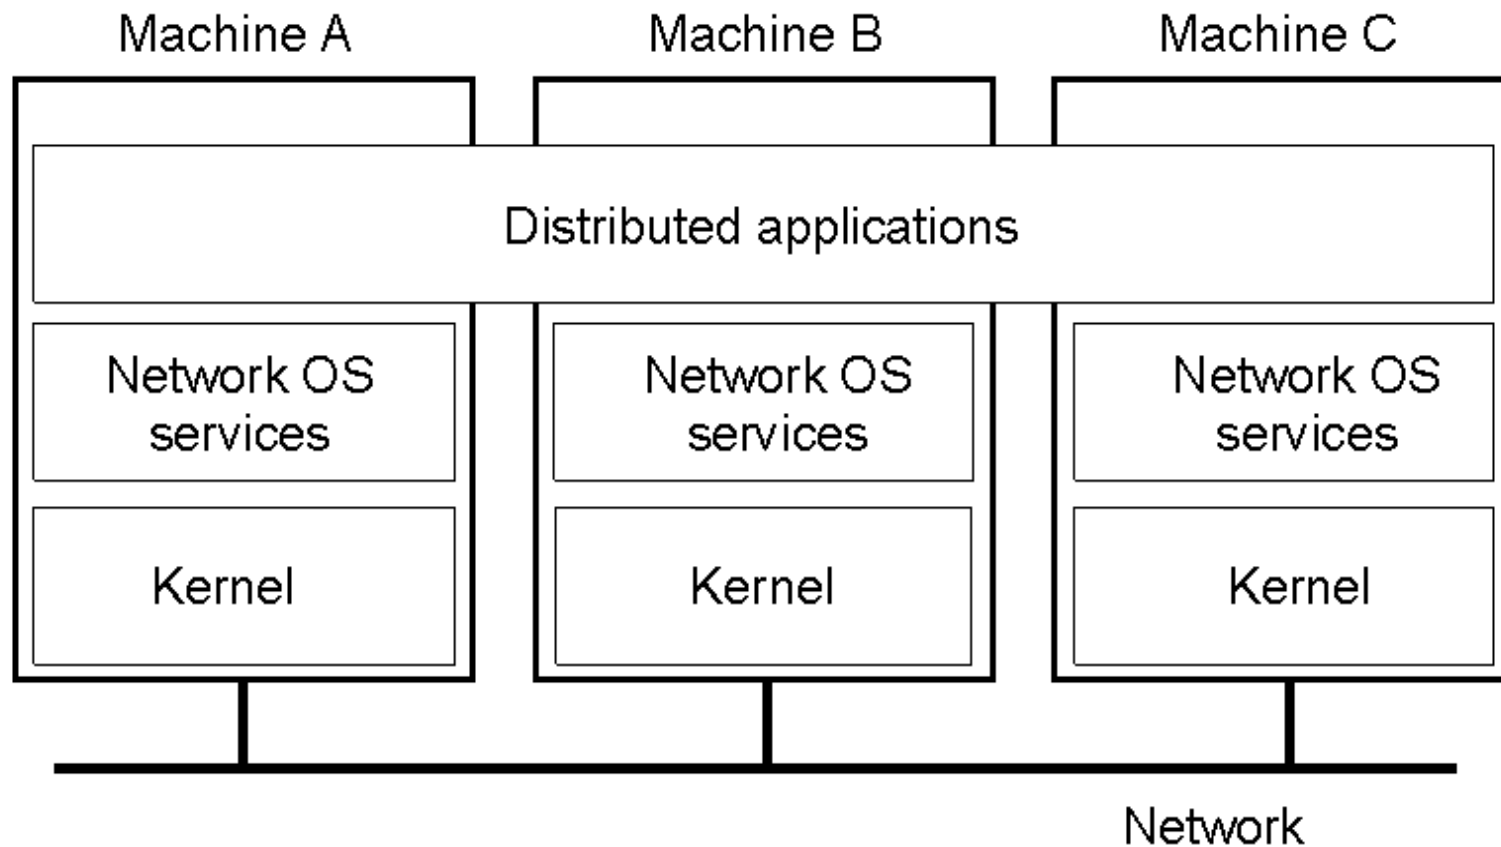 Machine A
Machine B
Machine C
Distributed applications
Network OS
services
Network OS
services
Network OS
services
Kernel
Kernel
Kernel
Network